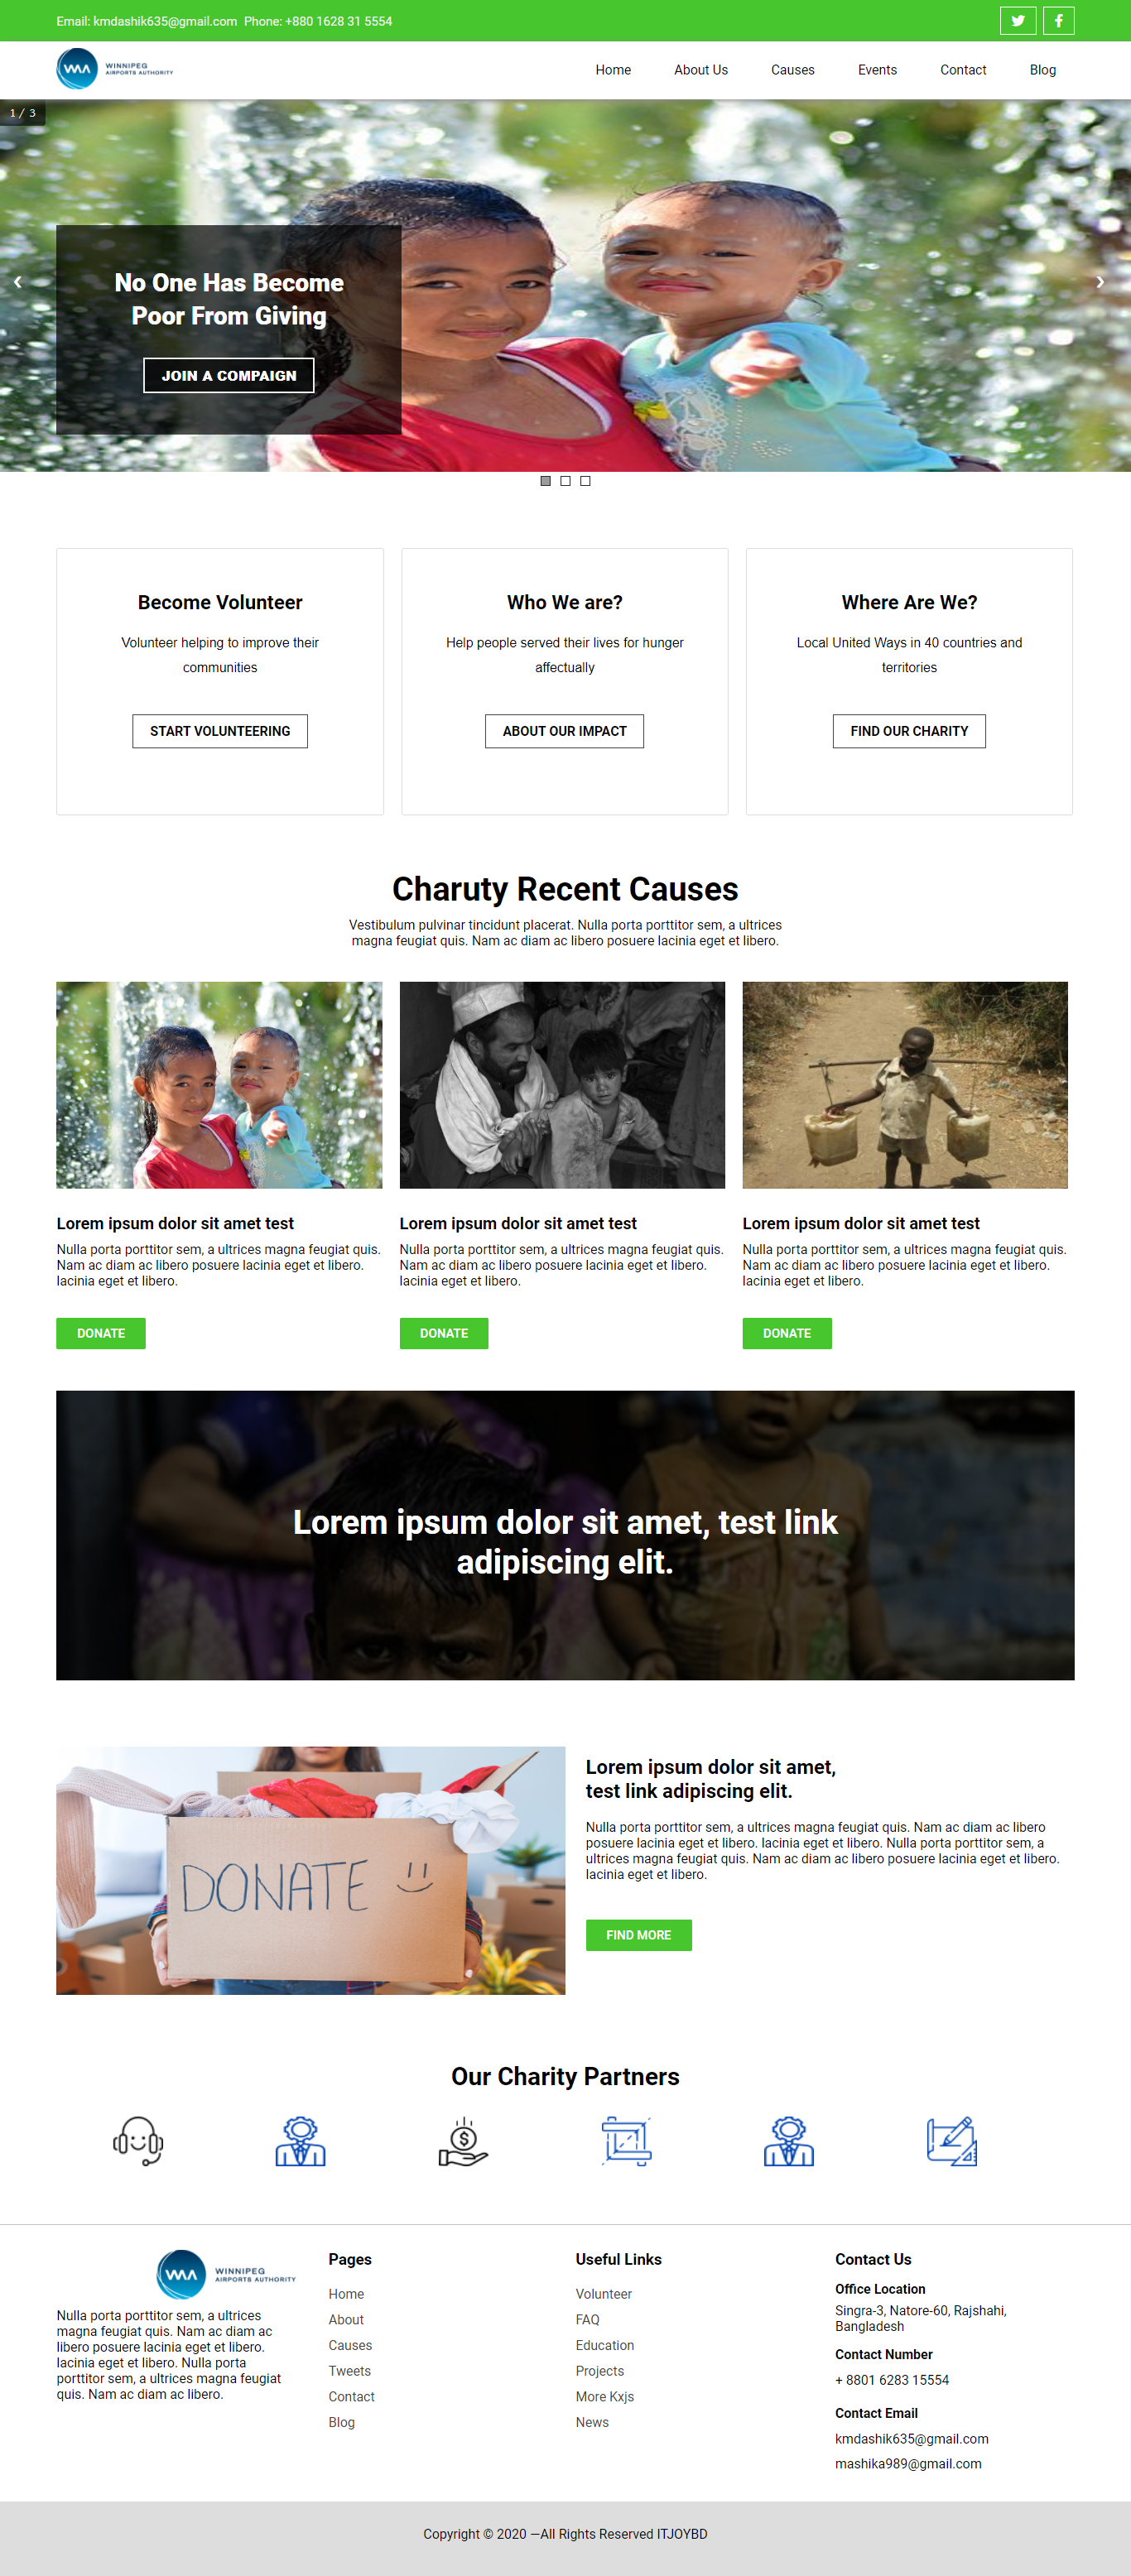 Email: kmdashik635@gmail.com Phone: +880 1628 31 5554
WINNIPEG
AIRPORTS AUTHORITY
Home About Us Causes Events Contact Blog
1 / 3
No One Has Become
Poor From Giving
JOIN A COMPAIGN
Become Volunteer
Volunteer helping to improve their
communities
START VOLUNTEERING
Who We are?
Help people served their lives for hunger
affectually
ABOUT OUR IMPACT
Where Are We?
Local United Ways in 40 countries and
territories
FIND OUR CHARITY
Charuty Recent Causes
Vestibulum pulvinar tincidunt placerat. Nulla porta porttitor sem, a ultrices
magna feugiat quis. Nam ac diam ac libero posuere lacinia eget et libero.
Lorem ipsum dolor sit amet test
Nulla porta porttitor sem, a ultrices magna feugiat quis.
Nam ac diam ac libero posuere lacinia eget et libero.
lacinia eget et libero.
DONATE
Lorem ipsum dolor sit amet test
Nulla porta porttitor sem, a ultrices magna feugiat quis.
Nam ac diam ac libero posuere lacinia eget et libero.
lacinia eget et libero.
DONATE
Lorem ipsum dolor sit amet test
Nulla porta porttitor sem, a ultrices magna feugiat quis.
Nam ac diam ac libero posuere lacinia eget et libero.
lacinia eget et libero.
DONATE
Lorem ipsum dolor sit amet, test link
adipiscing elit.
DONATE
Lorem ipsum dolor sit amet,
test link adipiscing elit.
Nulla porta porttitor sem, a ultrices magna feugiat quis. Nam ac diam ac libero
posuere lacinia eget et libero. lacinia eget et libero. Nulla porta porttitor sem, a
ultrices magna feugiat quis. Nam ac diam ac libero posuere lacinia eget et libero.
lacinia eget et libero.
FIND MORE
Our Charity Partners
WINNIPEG
AIRPORTS AUTHORITY
Nulla porta porttitor sem, a ultrices
magna feugiat quis. Nam ac diam ac
libero posuere lacinia eget et libero.
lacinia eget et libero. Nulla porta
porttitor sem, a ultrices magna feugiat
quis. Nam ac diam ac libero.
Pages
Home
About
Causes
Tweets
Contact
Blog
Useful Links
Volunteer
FAQ
Education
Projects
More Kxjs
News
Contact Us
Office Location
Singra-3, Natore-60, Rajshahi,
Bangladesh
Contact Number
+ 8801 6283 15554
Contact Email
kmdashik635@gmail.com
mashika989@gmail.com
Copyright © 2020 —All Rights Reserved ITJOYBD